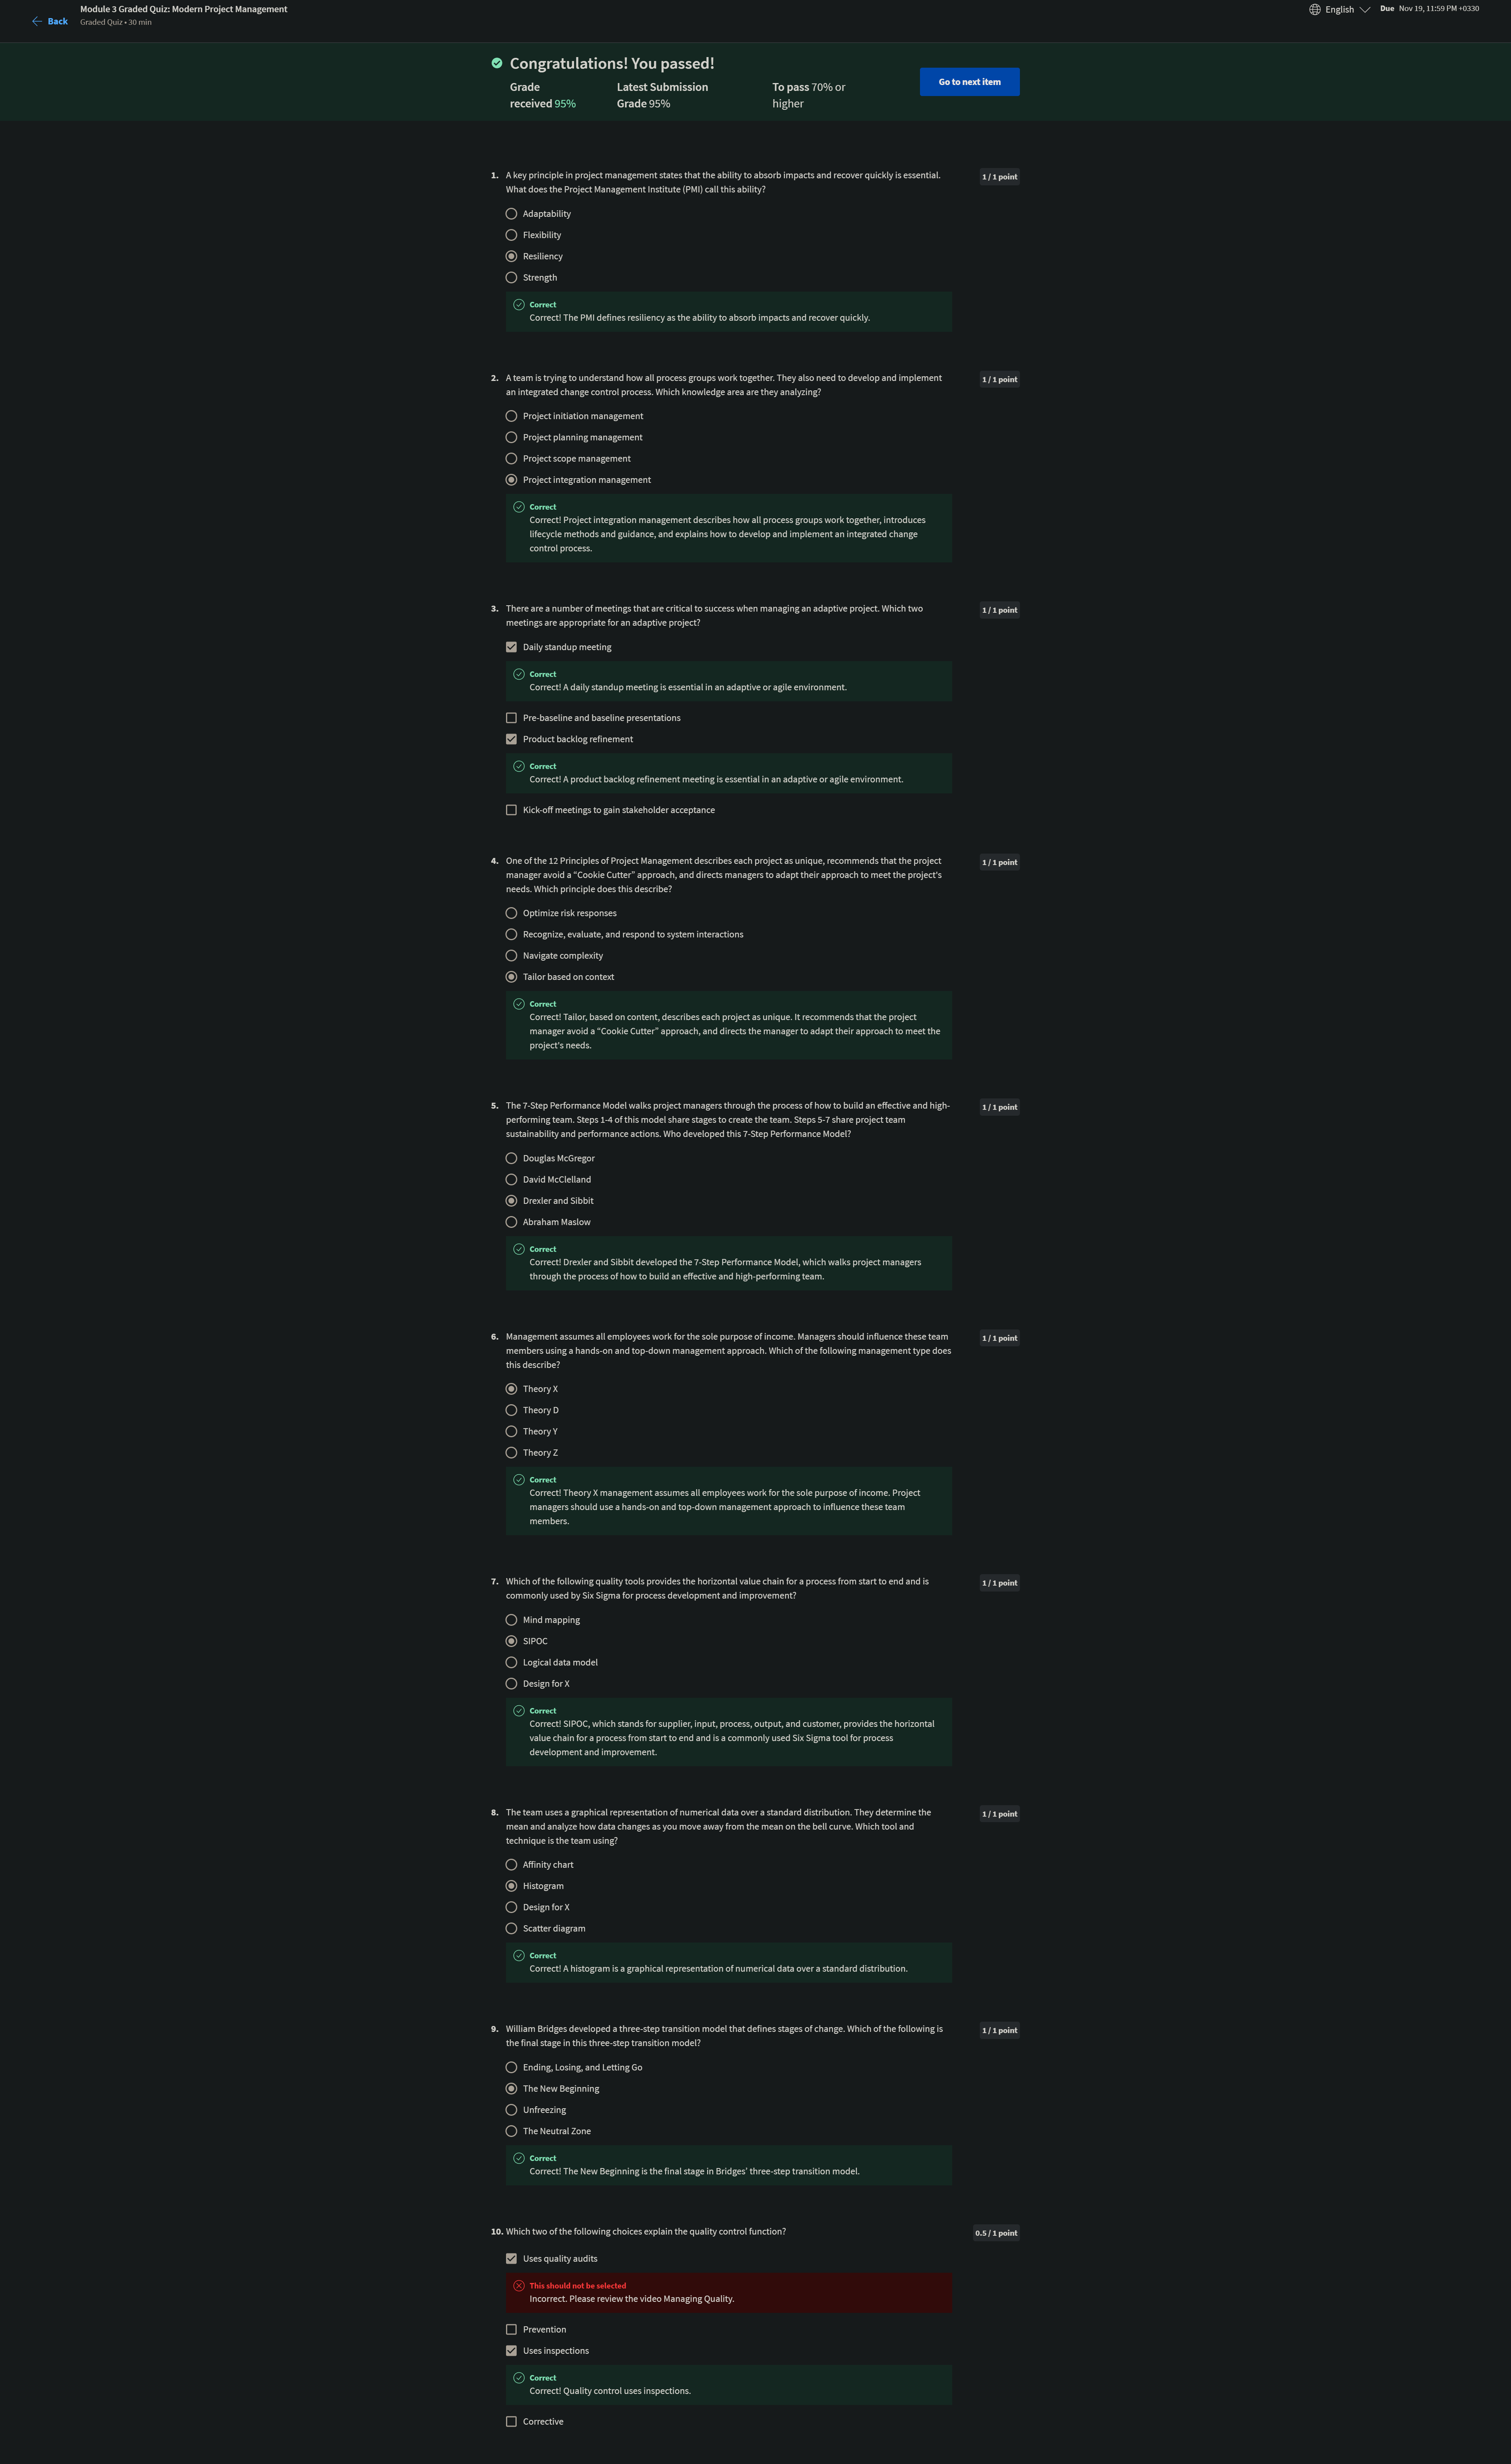 Back
Module 3 Graded Quiz: Modern Project Management
Graded Quiz • 30 min
English
Due Nov 19, 11:59 PM +0330
Congratulations! You passed!
Grade received 95%
Latest Submission Grade 95%
To pass 70% or higher
Go to next item
1. A key principle in project management states that the ability to absorb impacts and recover quickly is essential.
What does the Project Management Institute (PMI) call this ability?
1 / 1 point
Adaptability
Flexibility
Resiliency
Strength
Correct
Correct! The PMI defines resiliency as the ability to absorb impacts and recover quickly.
2. A team is trying to understand how all process groups work together. They also need to develop and implement
an integrated change control process. Which knowledge area are they analyzing?
1 / 1 point
Project initiation management
Project planning management
Project scope management
Project integration management
Correct
Correct! Project integration management describes how all process groups work together, introduces
lifecycle methods and guidance, and explains how to develop and implement an integrated change
control process.
3. There are a number of meetings that are critical to success when managing an adaptive project. Which two
meetings are appropriate for an adaptive project?
1 / 1 point
Daily standup meeting
Correct
Correct! A daily standup meeting is essential in an adaptive or agile environment.
Pre-baseline and baseline presentations
Product backlog refinement
Correct
Correct! A product backlog refinement meeting is essential in an adaptive or agile environment.
Kick-off meetings to gain stakeholder acceptance
4. One of the 12 Principles of Project Management describes each project as unique, recommends that the project
manager avoid a “Cookie Cutter” approach, and directs managers to adapt their approach to meet the project's
needs. Which principle does this describe?
1 / 1 point
Optimize risk responses
Recognize, evaluate, and respond to system interactions
Navigate complexity
Tailor based on context
Correct
Correct! Tailor, based on content, describes each project as unique. It recommends that the project
manager avoid a “Cookie Cutter” approach, and directs the manager to adapt their approach to meet the
project's needs.
5. The 7-Step Performance Model walks project managers through the process of how to build an effective and high-
performing team. Steps 1-4 of this model share stages to create the team. Steps 5-7 share project team
sustainability and performance actions. Who developed this 7-Step Performance Model?
1 / 1 point
Douglas McGregor
David McClelland
Drexler and Sibbit
Abraham Maslow
Correct
Correct! Drexler and Sibbit developed the 7-Step Performance Model, which walks project managers
through the process of how to build an effective and high-performing team.
6. Management assumes all employees work for the sole purpose of income. Managers should influence these team
members using a hands-on and top-down management approach. Which of the following management type does
this describe?
1 / 1 point
Theory X
Theory D
Theory Y
Theory Z
Correct
Correct! Theory X management assumes all employees work for the sole purpose of income. Project
managers should use a hands-on and top-down management approach to influence these team
members.
7. Which of the following quality tools provides the horizontal value chain for a process from start to end and is
commonly used by Six Sigma for process development and improvement?
1 / 1 point
Mind mapping
SIPOC
Logical data model
Design for X
Correct
Correct! SIPOC, which stands for supplier, input, process, output, and customer, provides the horizontal
value chain for a process from start to end and is a commonly used Six Sigma tool for process
development and improvement.
8. The team uses a graphical representation of numerical data over a standard distribution. They determine the
mean and analyze how data changes as you move away from the mean on the bell curve. Which tool and
technique is the team using?
1 / 1 point
Affinity chart
Histogram
Design for X
Scatter diagram
Correct
Correct! A histogram is a graphical representation of numerical data over a standard distribution.
9. William Bridges developed a three-step transition model that defines stages of change. Which of the following is
the final stage in this three-step transition model?
1 / 1 point
Ending, Losing, and Letting Go
The New Beginning
Unfreezing
The Neutral Zone
Correct
Correct! The New Beginning is the final stage in Bridges' three-step transition model.
10. Which two of the following choices explain the quality control function?
0.5 / 1 point
Uses quality audits
This should not be selected
Incorrect. Please review the video Managing Quality.
Prevention
Uses inspections
Correct
Correct! Quality control uses inspections.
Corrective